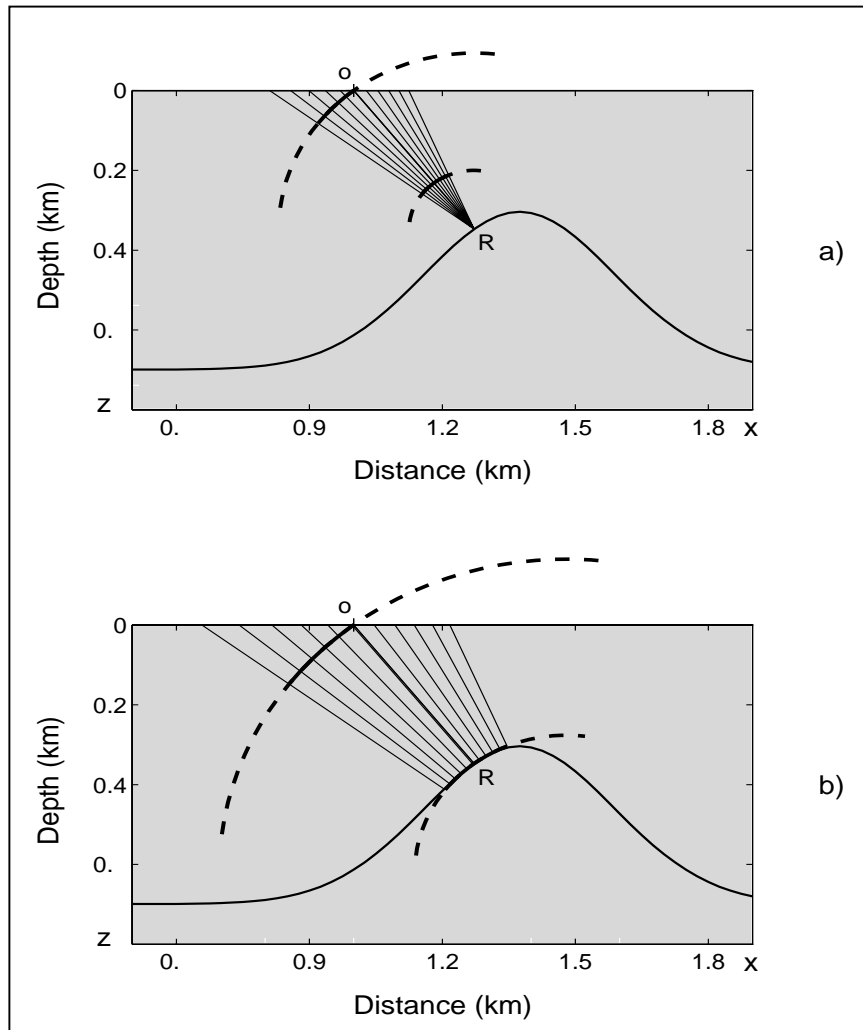 o
0
0.2
0.4
0.
z
Depth (km)
R
a)
0. 0.9 1.2 1.5 1.8 x
Distance (km)
o
0
0.2
0.4
0.
z
Depth (km)
R
b)
0. 0.9 1.2 1.5 1.8 x
Distance (km)